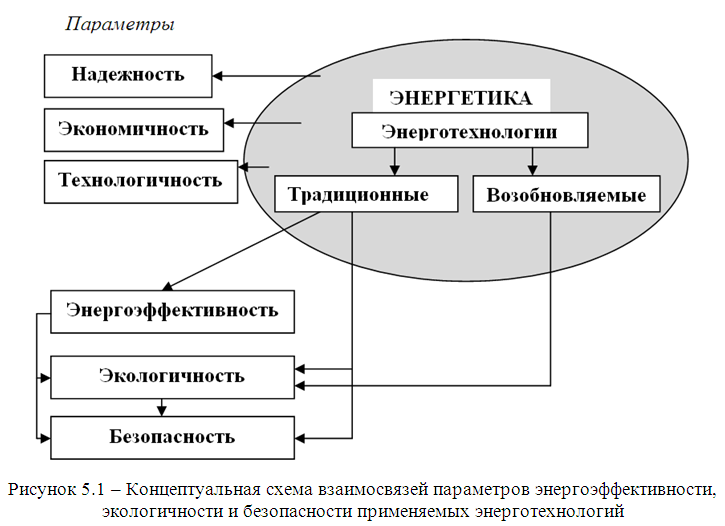 Параметры
Надежность
ЭНЕРГЕТИКА
Экономичность
Энерготехнологии
Технологичность
Традиционные
Возобновляемые
Энергоэффективность
Экологичность
Безопасность
Рисунок 5.1 – Концептуальная схема взаимосвязей параметров энергоэффективности,
экологичности и безопасности применяемых энерготехнологий